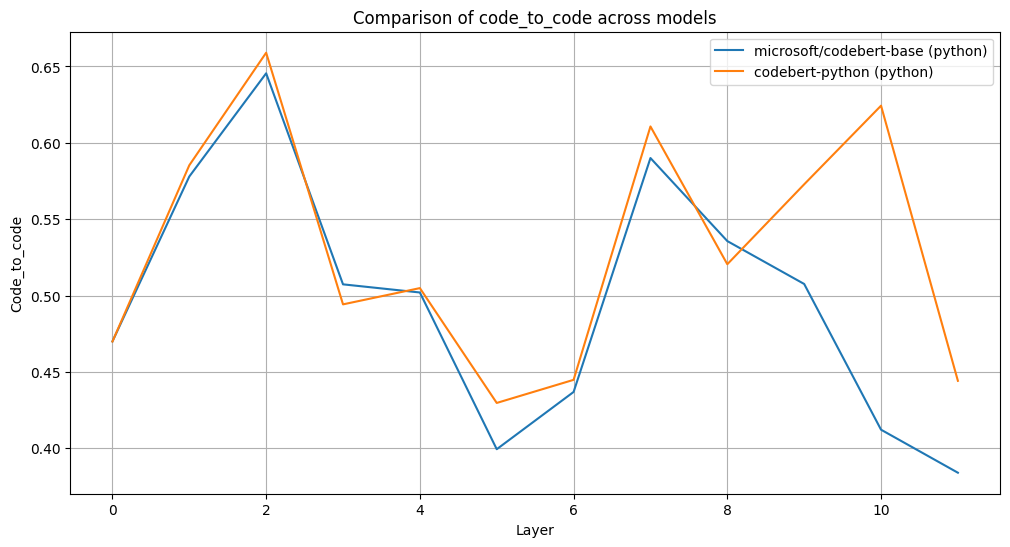 Comparison of code_to_code across models
microsoft/codebert-base (python)
codebert-python (python)
Code_to_code
0.65
0.60
0.55
0.50
0.45
0.40
0 2 4 6 8 10
Layer